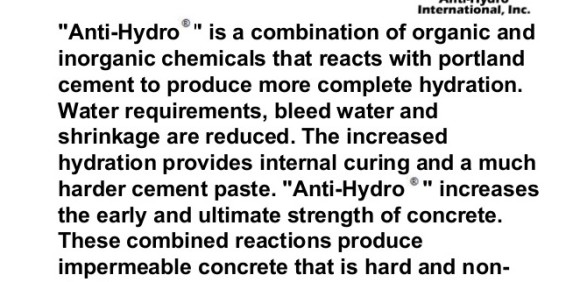 International, Inc.
"Anti-Hydro®" is a combination of organic and
inorganic chemicals that reacts with portland
cement to produce more complete hydration.
Water requirements, bleed water and
shrinkage are reduced. The increased
hydration provides internal curing and a much
harder cement paste. "Anti-Hydro ®" increases
the early and ultimate strength of concrete.
These combined reactions produce
impermeable concrete that is hard and non-